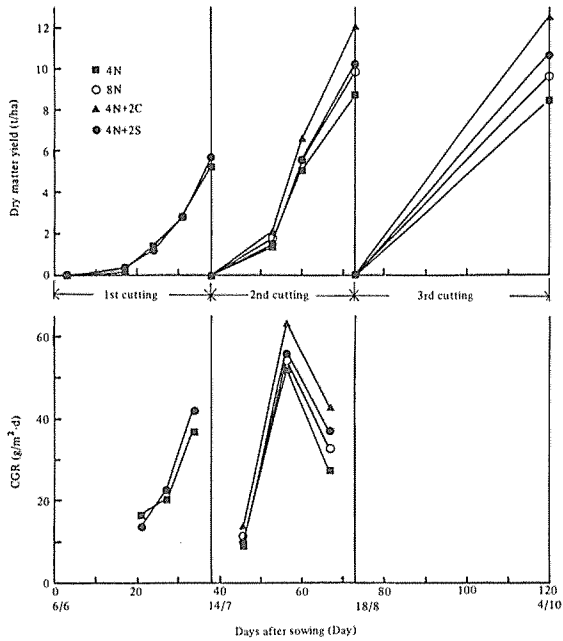 12
10
8
6
4
2
0
Dry matter yield (t/ha)
4N
8N
4N+2C
4N+2S
1st cutting
2nd cutting
3rd cutting
60
40
20
0
CGR (g/m²·d)
0 20 40 60 80 100 120
6/6 14/7 18/8 4/10
Days after sowing (Day)